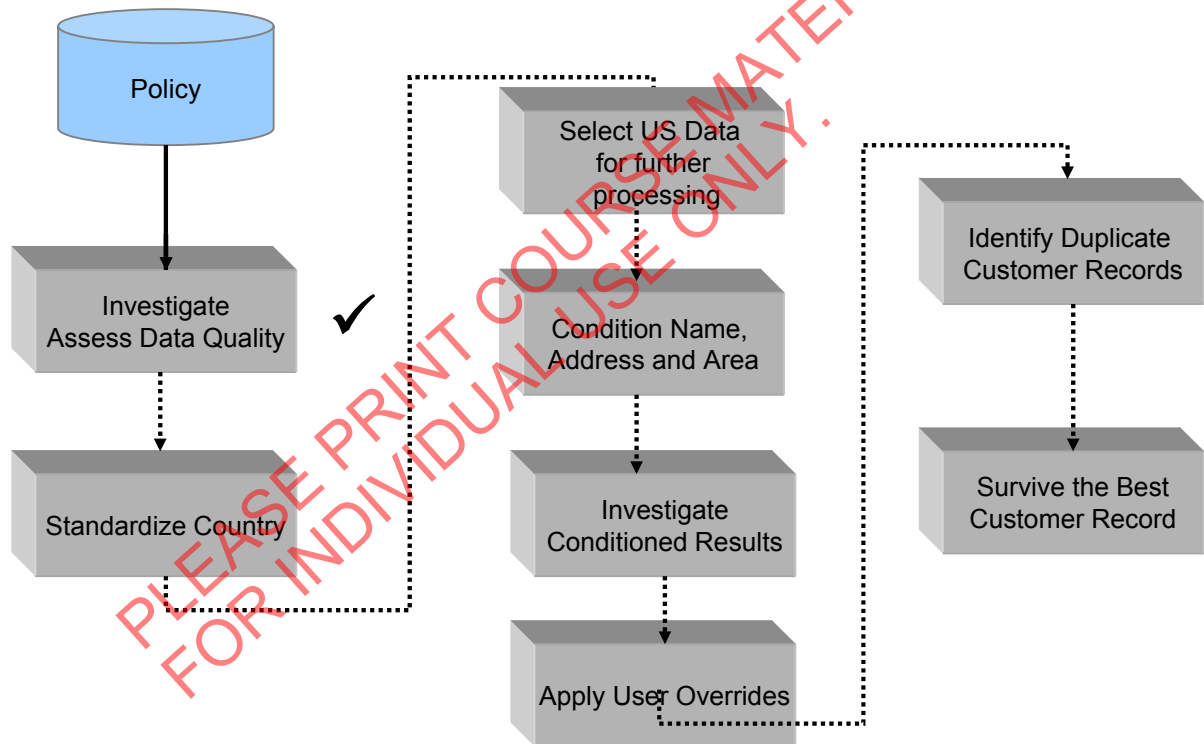 Policy
Investigate
Assess Data Quality
Standardize Country
Select US Data
for further
processing
Condition Name,
Address and Area
Investigate
Conditioned Results
Apply User Overrides
Identify Duplicate
Customer Records
Survive the Best
Customer Record
PLEASE PRINT COURSE
FOR INDIVIDUAL USE ONLY.